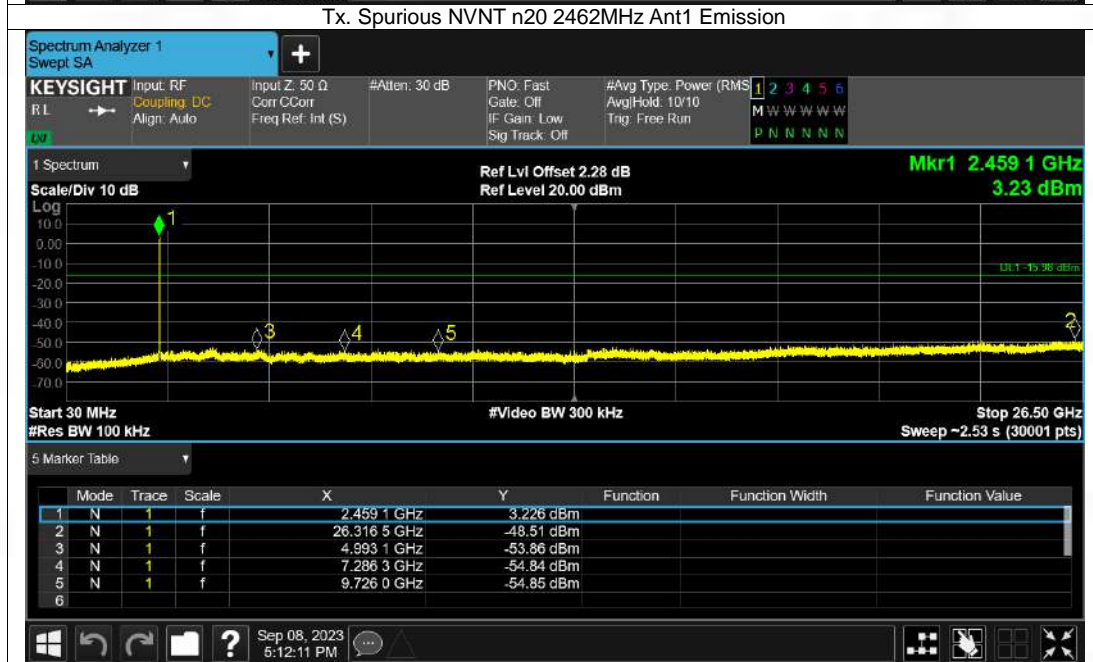 Tx. Spurious NVNT n20 2462MHz Ant1 Emission
Spectrum Analyzer 1
Swept SA
+
KEYSIGHT Input: RF Input Z: 50 Ω #Atten: 30 dB PNO: Fast #Avg Type: Power (RMS 1 2 3 4 5 6
RL Coupling: DC Corr CCorr Gate: Off Avg|Hold: 10/10 M W W W W W
Align: Auto Freq Ref: Int (S) IF Gain: Low Trig: Free Run
Sig Track: Off P N N N N N
LXI
1 Spectrum Ref Lvl Offset 2.28 dB Mkr1 2.459 1 GHz
Scale/Div 10 dB Ref Level 20.00 dBm 3.23 dBm
Log
10.0 1
0.00
-10.0 DL1 -15.98 dBm
-20.0
-30.0
-40.0 3 4 5 2
-50.0
-60.0
-70.0
Start 30 MHz #Video BW 300 kHz Stop 26.50 GHz
#Res BW 100 kHz Sweep ~2.53 s (30001 pts)
5 Marker Table
Mode Trace Scale X Y Function Function Width Function Value
1 N 1 f 2.459 1 GHz 3.226 dBm
2 N 1 f 26.316 5 GHz -48.51 dBm
3 N 1 f 4.993 1 GHz -53.86 dBm
4 N 1 f 7.286 3 GHz -54.84 dBm
5 N 1 f 9.726 0 GHz -54.85 dBm
6
? Sep 08, 2023
5:12:11 PM